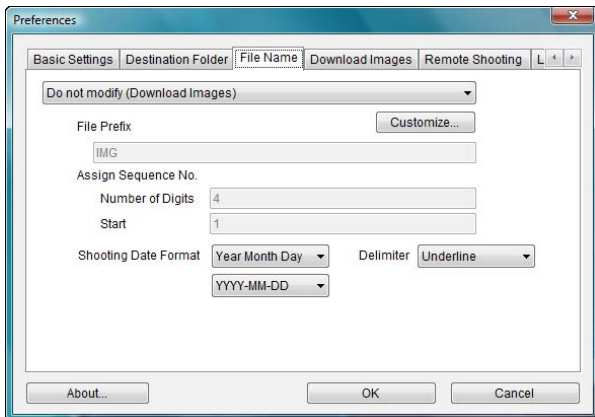 Preferences
Basic Settings Destination Folder File Name Download Images Remote Shooting L
Do not modify (Download Images)
File Prefix Customize...
IMG
Assign Sequence No.
Number of Digits 4
Start 1
Shooting Date Format Year Month Day Delimiter Underline
YYYY-MM-DD
About... OK Cancel